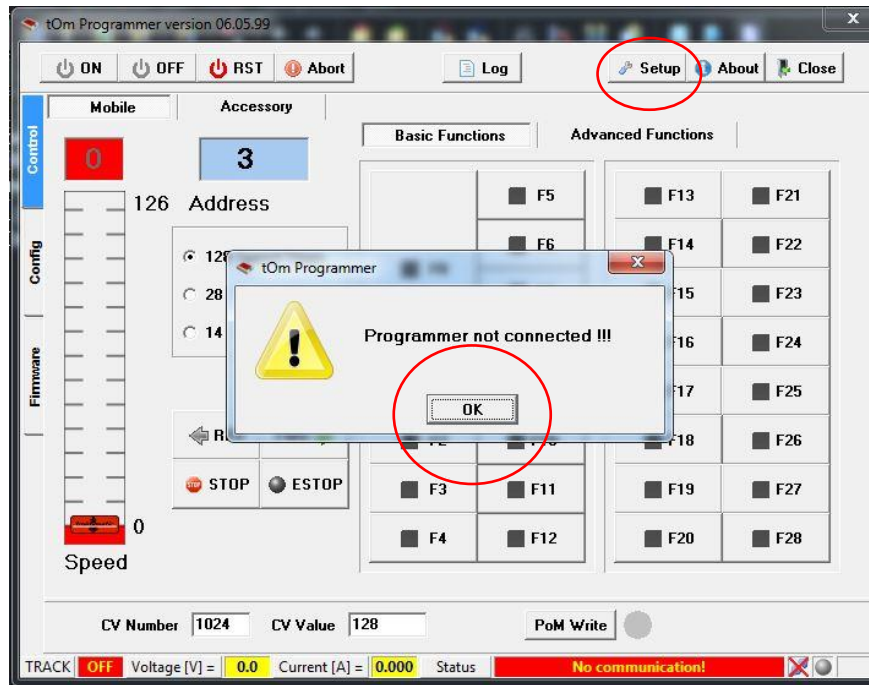 tOm Programmer version 06.05.99
X
ON OFF RST Abort Log Setup About Close
Mobile Accessory
Control
Config
Firmware
0 3
126 Address
128
28
14
0
Speed
STOP ESTOP
Basic Functions Advanced Functions
F5 F13 F21
F6 F14 F22
F15 F23
F16 F24
F17 F25
F18 F26
F3 F11 F19 F27
F4 F12 F20 F28
tOm Programmer
X
Programmer not connected !!!
OK
CV Number 1024 CV Value 128 PoM Write
TRACK OFF Voltage [V] = 0.0 Current [A] = 0.000 Status No communication!